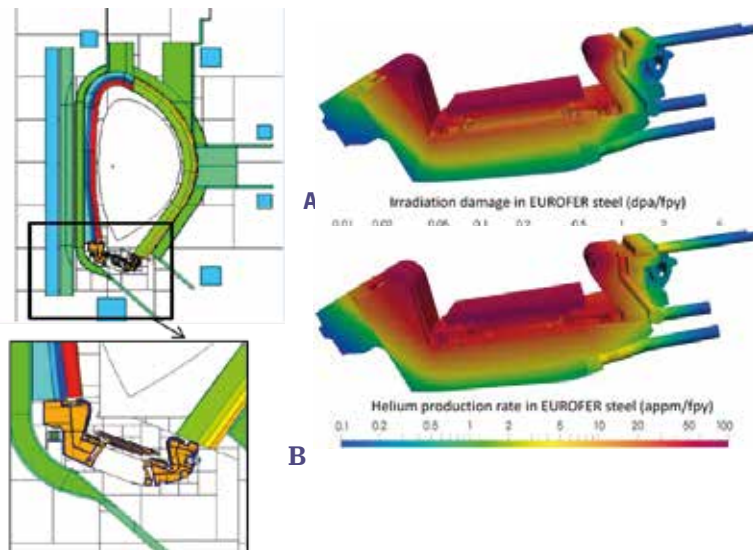 A
Irradiation damage in EUROFER steel (dpa/fpy)
0.01 0.02 0.05 0.1 0.2 0.5 1 2 5
Helium production rate in EUROFER steel (appm/fpy)
0.1 0.2 0.5 1 2 5 10 20 50 100
B